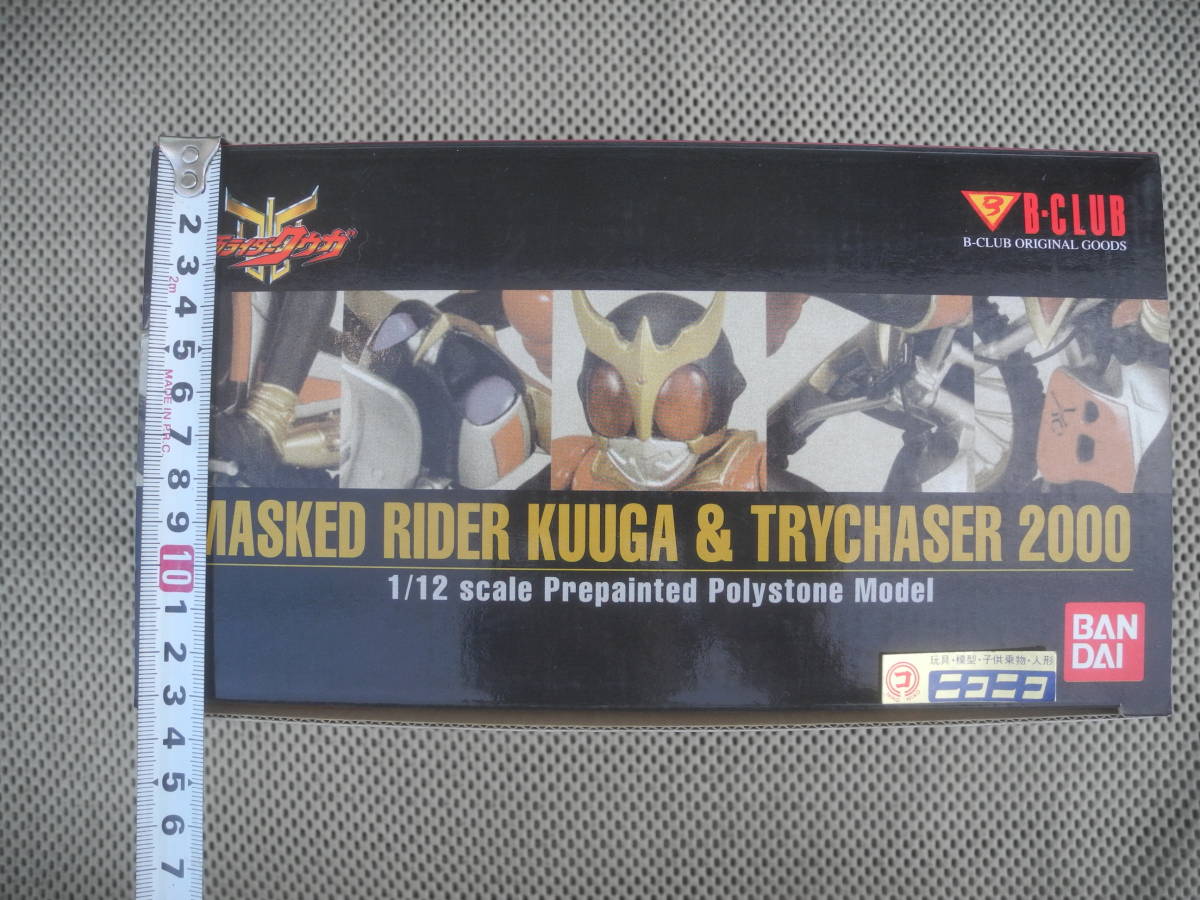 2
3
2m
4
5
MADE IN P.R.C.
6
7
8
9
10
1
2
3
4
5
6
7
ライダークウガ
B-CLUB
B-CLUB ORIGINAL GOODS
MASKED RIDER KUUGA & TRYCHASER 2000
1/12 scale Prepainted Polystone Model
BAN
DAI
玩具・模型・子供乗物・人形
コ
ニコニコ